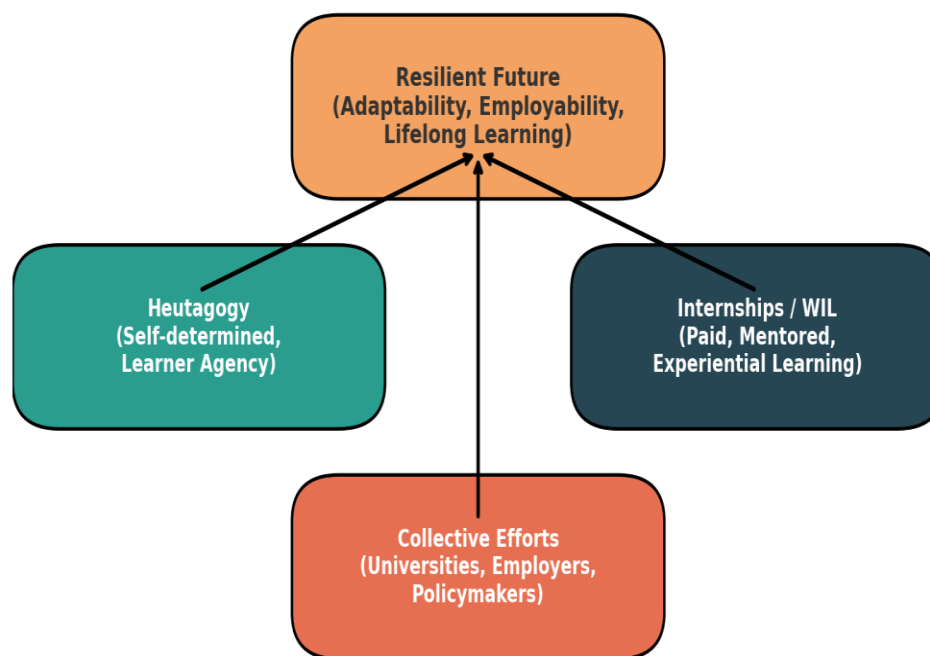 Resilient Future
(Adaptability, Employability,
Lifelong Learning)
Heutagogy
(Self-determined,
Learner Agency)
Internships / WIL
(Paid, Mentored,
Experiential Learning)
Collective Efforts
(Universities, Employers,
Policymakers)